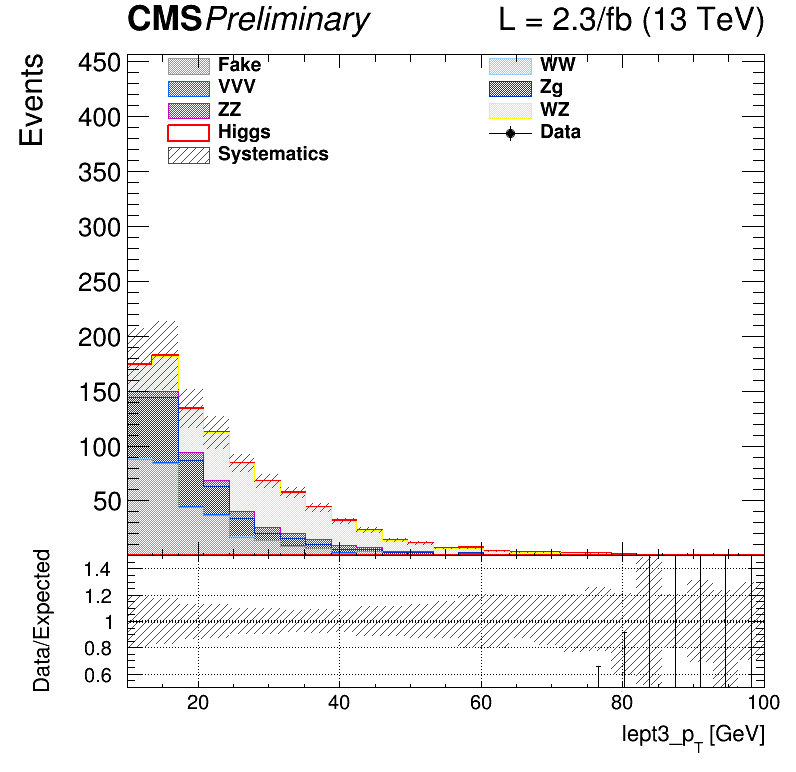 CMS Preliminary L = 2.3/fb (13 TeV)
Events
450
400
350
300
250
200
150
100
50
Fake
VVV
ZZ
Higgs
Systematics
WW
Zg
WZ
Data
Data/Expected
1.4
1.2
1
0.8
0.6
20 40 60 80 100
lept3_p_T [GeV]